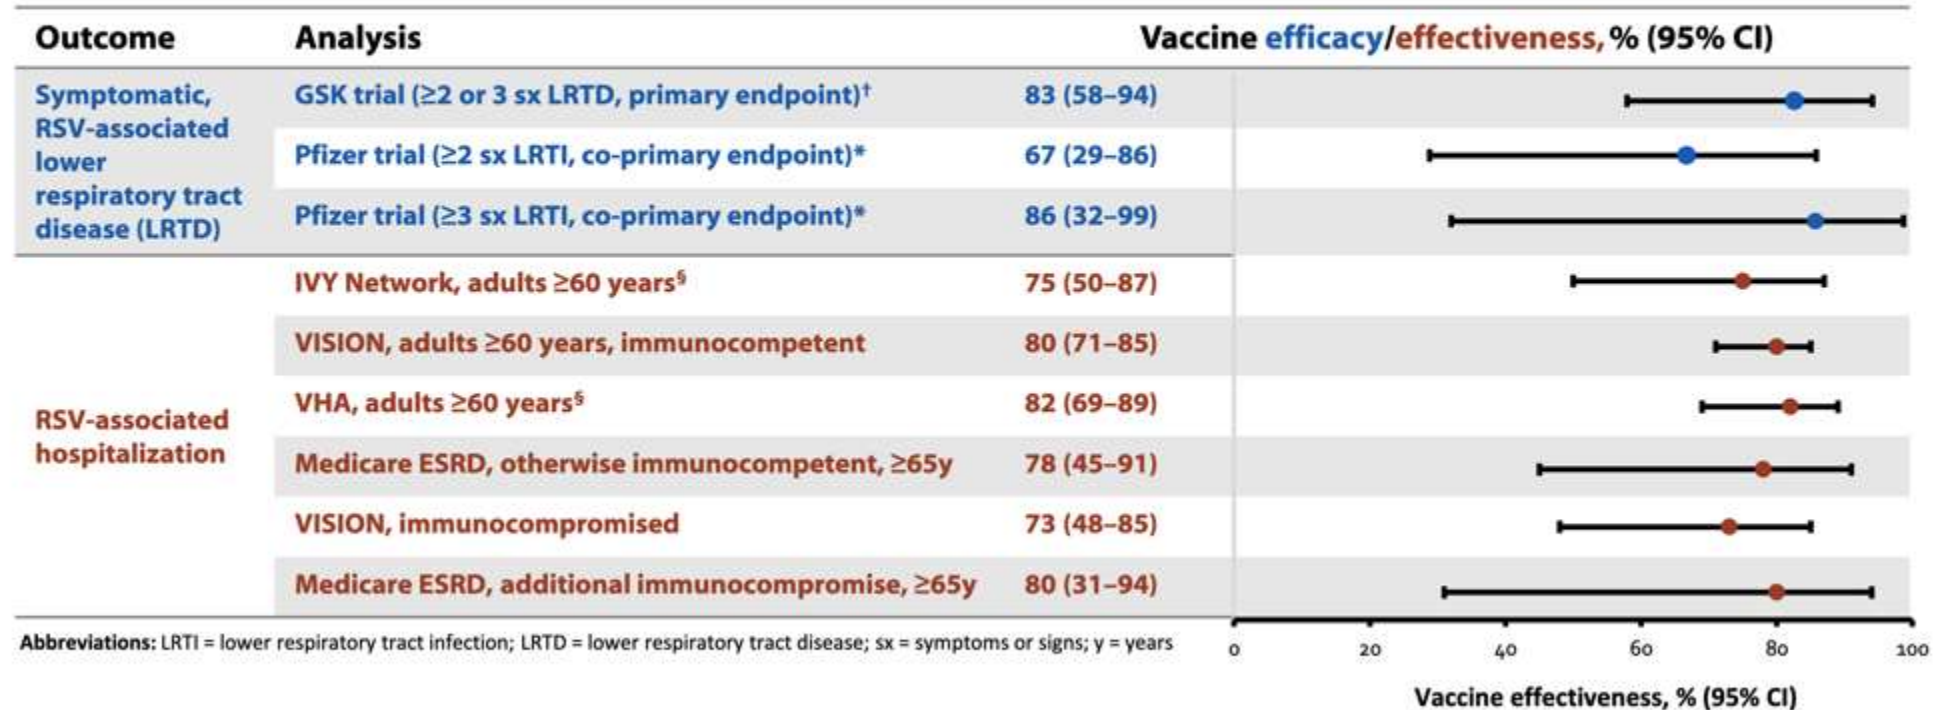 Outcome Analysis Vaccine efficacy/effectiveness, % (95% CI)
Symptomatic,
RSV-associated
lower
respiratory tract
disease (LRTD)
GSK trial (≥2 or 3 sx LRTD, primary endpoint)† 83 (58–94)
Pfizer trial (≥2 sx LRTI, co-primary endpoint)* 67 (29–86)
Pfizer trial (≥3 sx LRTI, co-primary endpoint)* 86 (32–99)
RSV-associated
hospitalization
IVY Network, adults ≥60 years§ 75 (50–87)
VISION, adults ≥60 years, immunocompetent 80 (71–85)
VHA, adults ≥60 years§ 82 (69–89)
Medicare ESRD, otherwise immunocompetent, ≥65y 78 (45–91)
VISION, immunocompromised 73 (48–85)
Medicare ESRD, additional immunocompromise, ≥65y 80 (31–94)
Abbreviations: LRTI = lower respiratory tract infection; LRTD = lower respiratory tract disease; sx = symptoms or signs; y = years
0 20 40 60 80 100
Vaccine effectiveness, % (95% CI)